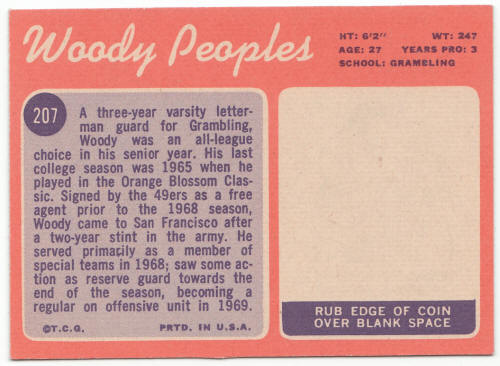 Woody Peoples
HT: 6'2" WT: 247
AGE: 27 YEARS PRO: 3
SCHOOL: GRAMBLING
207
A three-year varsity letter-
man guard for Grambling,
Woody was an all-league
choice in his senior year. His last
college season was 1965 when he
played in the Orange Blossom Clas-
sic. Signed by the 49ers as a free
agent prior to the 1968 season,
Woody came to San Francisco after
a two-year stint in the army. He
served primarily as a member of
special teams in 1968; saw some ac-
tion as reserve guard towards the
end of the season, becoming a
regular on offensive unit in 1969.
©T.C.G. PRTD. IN U.S.A.
RUB EDGE OF COIN
OVER BLANK SPACE